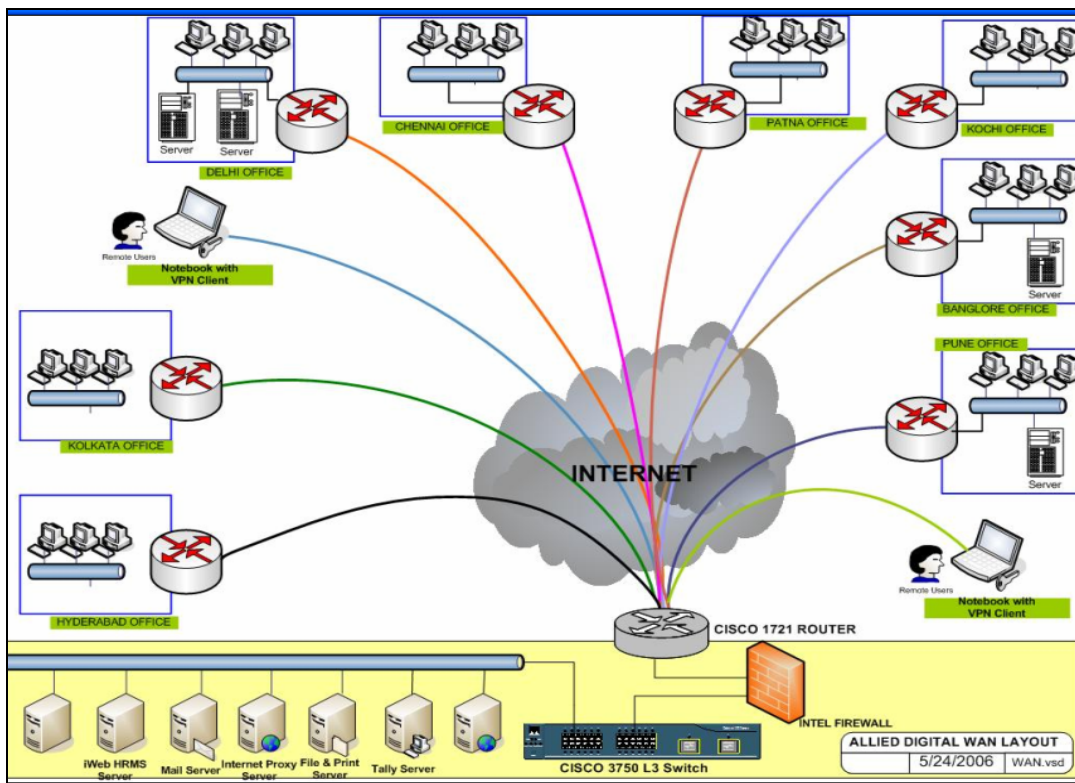 Server
Server
DELHI OFFICE
CHENNAI OFFICE
PATNA OFFICE
KOCHI OFFICE
Remote Users
Notebook with
VPN Client
Server
BANGLORE OFFICE
PUNE OFFICE
KOLKATA OFFICE
INTERNET
Server
HYDERABAD OFFICE
Remote Users
Notebook with
VPN Client
CISCO 1721 ROUTER
INTEL FIREWALL
iWeb HRMS
Server
Mail Server
Internet Proxy
Server
File & Print
Server
Tally Server
CISCO 3750 L3 Switch
ALLIED DIGITAL WAN LAYOUT
5/24/2006
WAN.vsd